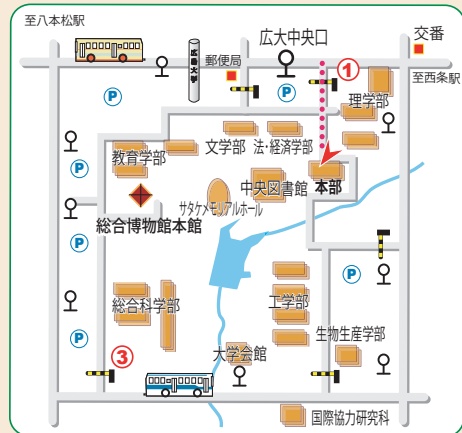 至八本松駅
広大中央口
交番
郵便局
広島大学
①
至西条駅
P
P
理学部
文学部
法・経済学部
教育学部
P
中央図書館
本部
サタケメモリアルホール
総合博物館本館
P
P
総合科学部
工学部
P
生物生産学部
③
大学会館
国際協力研究科